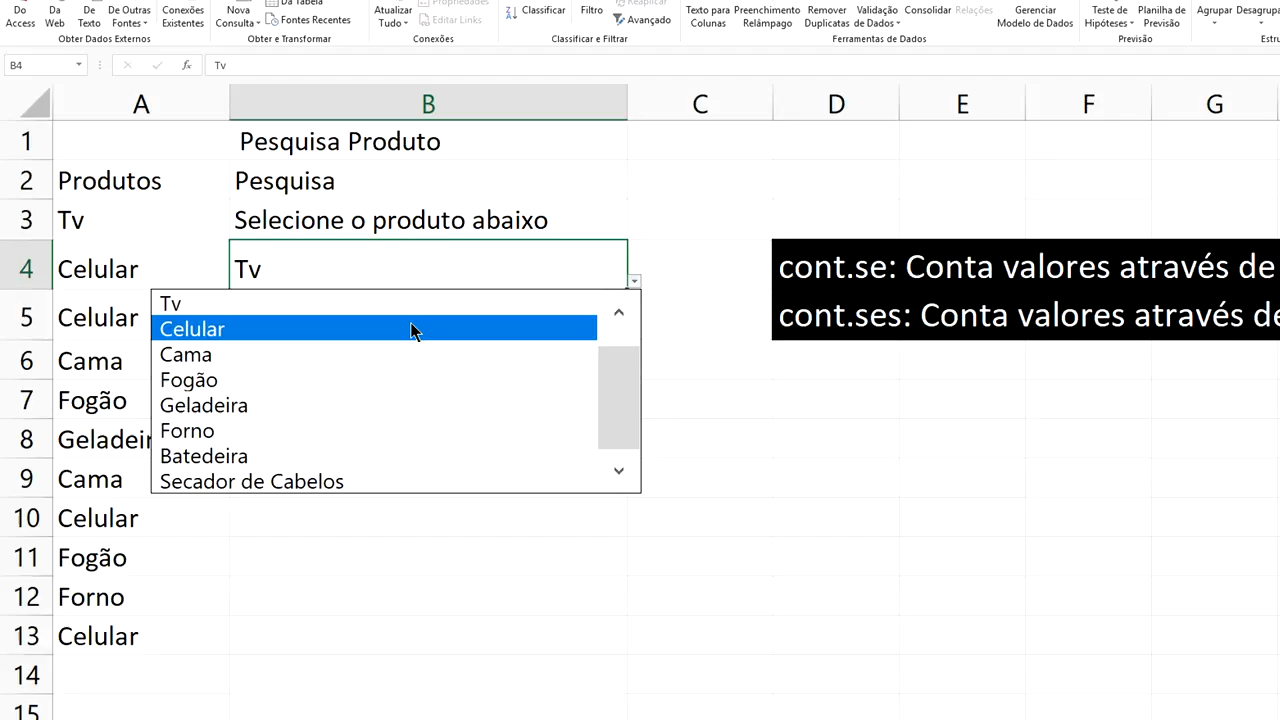 Do Access
Da Web
De Texto
De Outras Fontes
Conexões Existentes
Nova Consulta
Da Tabela
Fontes Recentes
Atualizar Tudo
Propriedades
Editar Links
Classificar
Filtro
Reaplicar
Avançado
Texto para Colunas
Preenchimento Relâmpago
Remover Duplicatas
Validação de Dados
Consolidar
Relações
Gerenciar Modelo de Dados
Teste de Hipóteses
Planilha de Previsão
Agrupar
Desagrupa
Obter Dados Externos
Obter e Transformar
Conexões
Classificar e Filtrar
Ferramentas de Dados
Previsão
Estru
B4
fx
Tv
A B C D E F G
1 Pesquisa Produto
2 Produtos Pesquisa
3 Tv Selecione o produto abaixo
4 Celular Tv
cont.se: Conta valores através de
5 Celular
cont.ses: Conta valores através de
6 Cama
7 Fogão
8 Geladeir
9 Cama
10 Celular
11 Fogão
12 Forno
13 Celular
14
15
Tv
Celular
Cama
Fogão
Geladeira
Forno
Batedeira
Secador de Cabelos